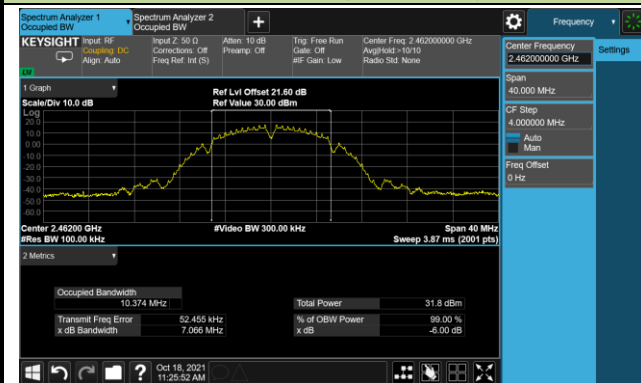 Spectrum Analyzer 1
Occupied BW
Spectrum Analyzer 2
Occupied BW
+
Frequency
KEYSIGHT
Input: RF
Coupling: DC
Align: Auto
Input Z: 50 Ω
Corrections: Off
Freq Ref: Int (S)
Atten: 10 dB
Preamp: Off
Trig: Free Run
Gate: Off
#IF Gain: Low
Center Freq: 2.462000000 GHz
Avg|Hold:>10/10
Radio Std: None
LXI
Center Frequency
2.462000000 GHz
Settings
Span
40.000 MHz
CF Step
4.000000 MHz
Auto
Man
Freq Offset
0 Hz
1 Graph
Scale/Div 10.0 dB
Ref Lvl Offset 21.60 dB
Ref Value 30.00 dBm
Log
20.0
10.0
0.00
-10.0
-20.0
-30.0
-40.0
-50.0
-60.0
Center 2.46200 GHz
#Res BW 100.00 kHz
#Video BW 300.00 kHz
Span 40 MHz
Sweep 3.87 ms (2001 pts)
2 Metrics
Occupied Bandwidth
10.374 MHz
Total Power 31.8 dBm
Transmit Freq Error 52.455 kHz
% of OBW Power 99.00 %
x dB Bandwidth 7.066 MHz
x dB -6.00 dB
?
Oct 18, 2021
11:25:52 AM